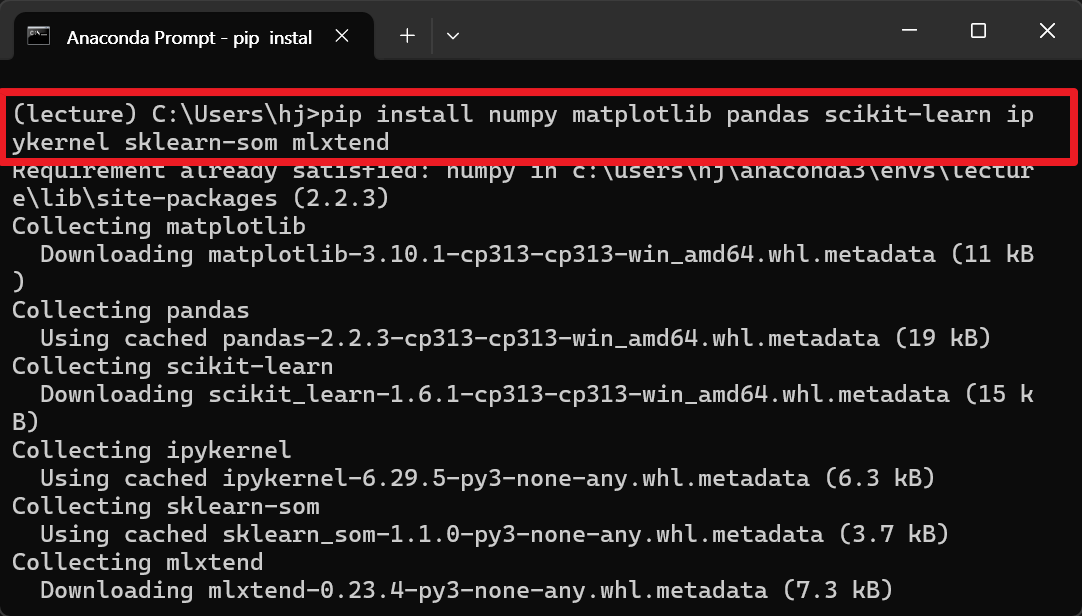 Anaconda Prompt - pip  instal
(lecture) C:\Users\hj>pip install numpy matplotlib pandas scikit-learn ip
ykernel sklearn-som mlxtend
Requirement already satisfied: numpy in c:\users\hj\anaconda3\envs\lectur
e\lib\site-packages (2.2.3)
Collecting matplotlib
  Downloading matplotlib-3.10.1-cp313-cp313-win_amd64.whl.metadata (11 kB
)
Collecting pandas
  Using cached pandas-2.2.3-cp313-cp313-win_amd64.whl.metadata (19 kB)
Collecting scikit-learn
  Downloading scikit_learn-1.6.1-cp313-cp313-win_amd64.whl.metadata (15 k
B)
Collecting ipykernel
  Using cached ipykernel-6.29.5-py3-none-any.whl.metadata (6.3 kB)
Collecting sklearn-som
  Using cached sklearn_som-1.1.0-py3-none-any.whl.metadata (3.7 kB)
Collecting mlxtend
  Downloading mlxtend-0.23.4-py3-none-any.whl.metadata (7.3 kB)